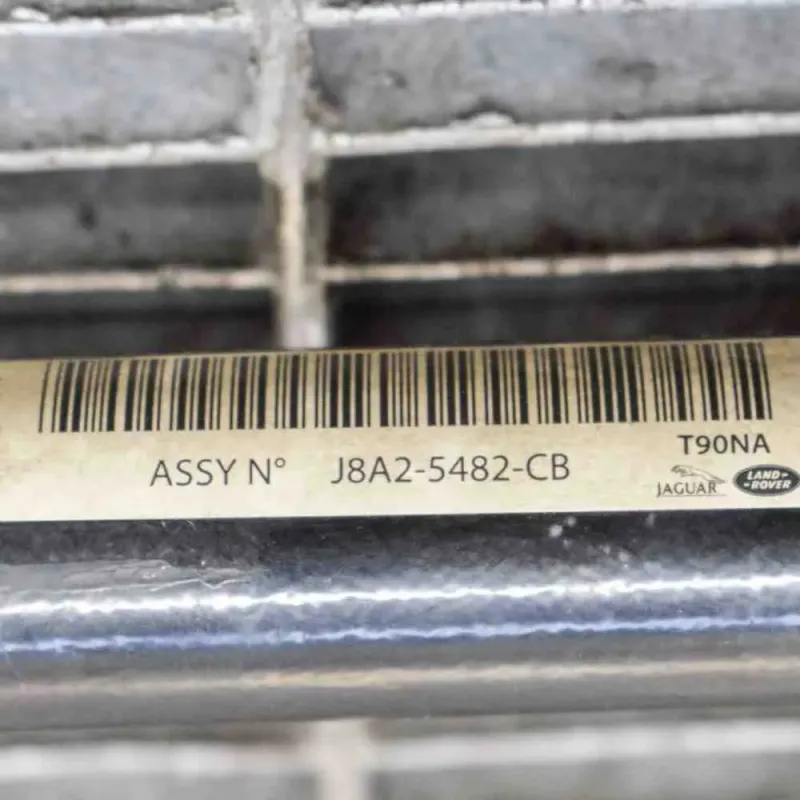 T90NA
ASSY N° J8A2-5482-CB
JAGUAR
LAND-
-ROVER